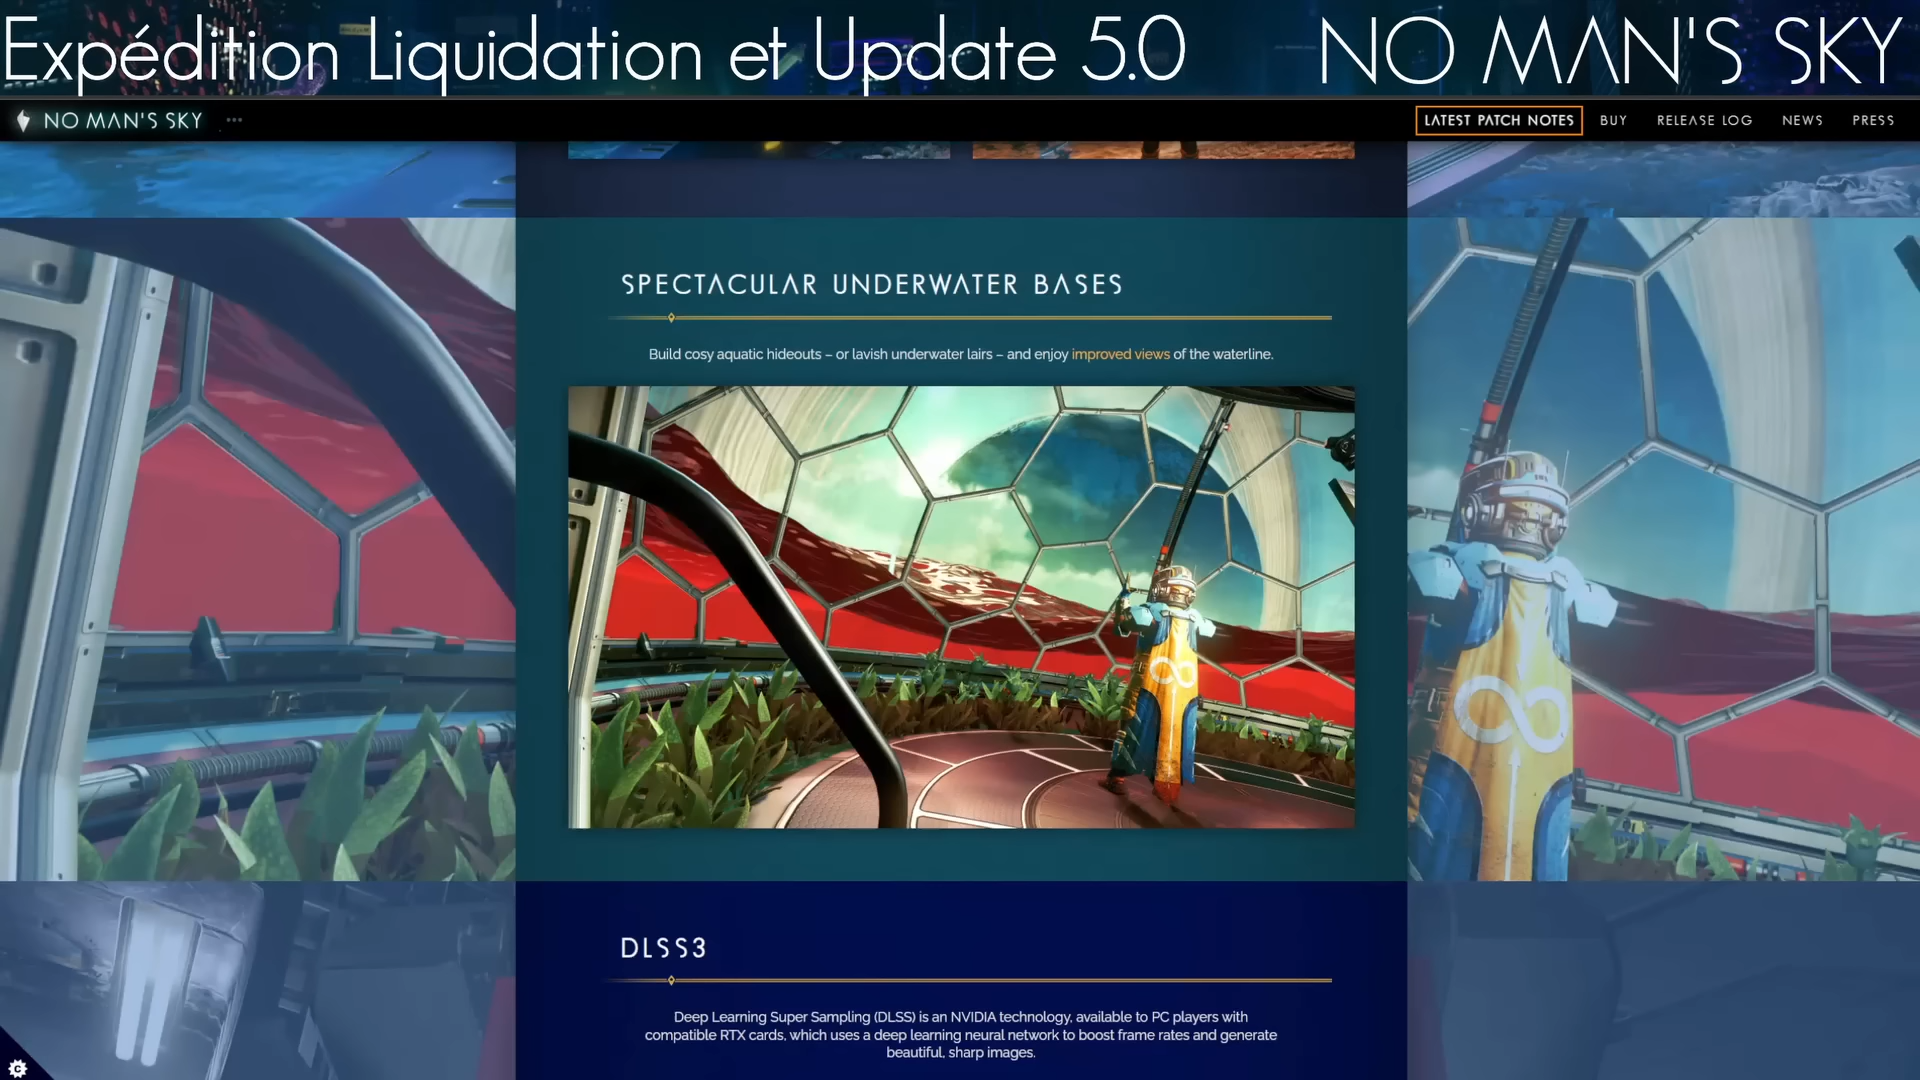 Expédition Liquidation et Update 5.0
NO MAN'S SKY
NO MAN'S SKY
LATEST PATCH NOTES
BUY
RELEASE LOG
NEWS
PRESS
SPECTACULAR UNDERWATER BASES
Build cosy aquatic hideouts – or lavish underwater lairs – and enjoy improved views of the waterline.
DLSS3
Deep Learning Super Sampling (DLSS) is an NVIDIA technology, available to PC players with
compatible RTX cards, which uses a deep learning neural network to boost frame rates and generate
beautiful, sharp images.